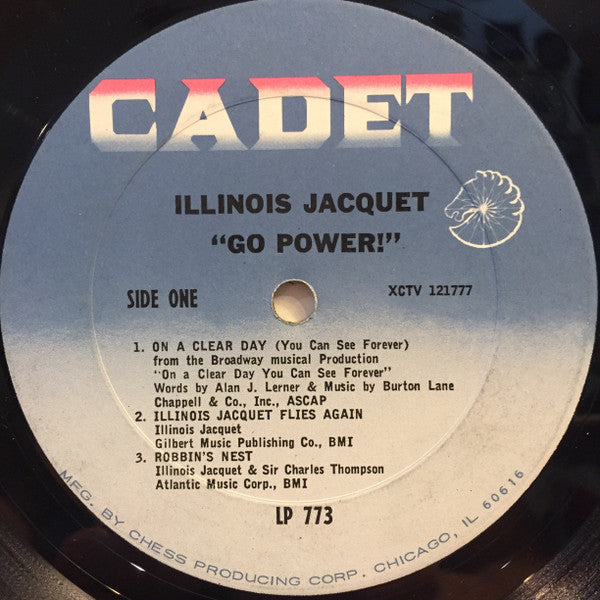 CADET
ILLINOIS JACQUET
“GO POWER!”
SIDE ONE
XCTV 121777
1. ON A CLEAR DAY (You Can See Forever)
from the Broadway musical Production
“On a Clear Day You Can See Forever”
Words by Alan J. Lerner & Music by Burton Lane
Chappell & Co., Inc., ASCAP
2. ILLINOIS JACQUET FLIES AGAIN
Illinois Jacquet
Gilbert Music Publishing Co., BMI
3. ROBBIN'S NEST
Illinois Jacquet & Sir Charles Thompson
Atlantic Music Corp., BMI
LP 773
MFG. BY CHESS PRODUCING CORP. CHICAGO, IL 60616